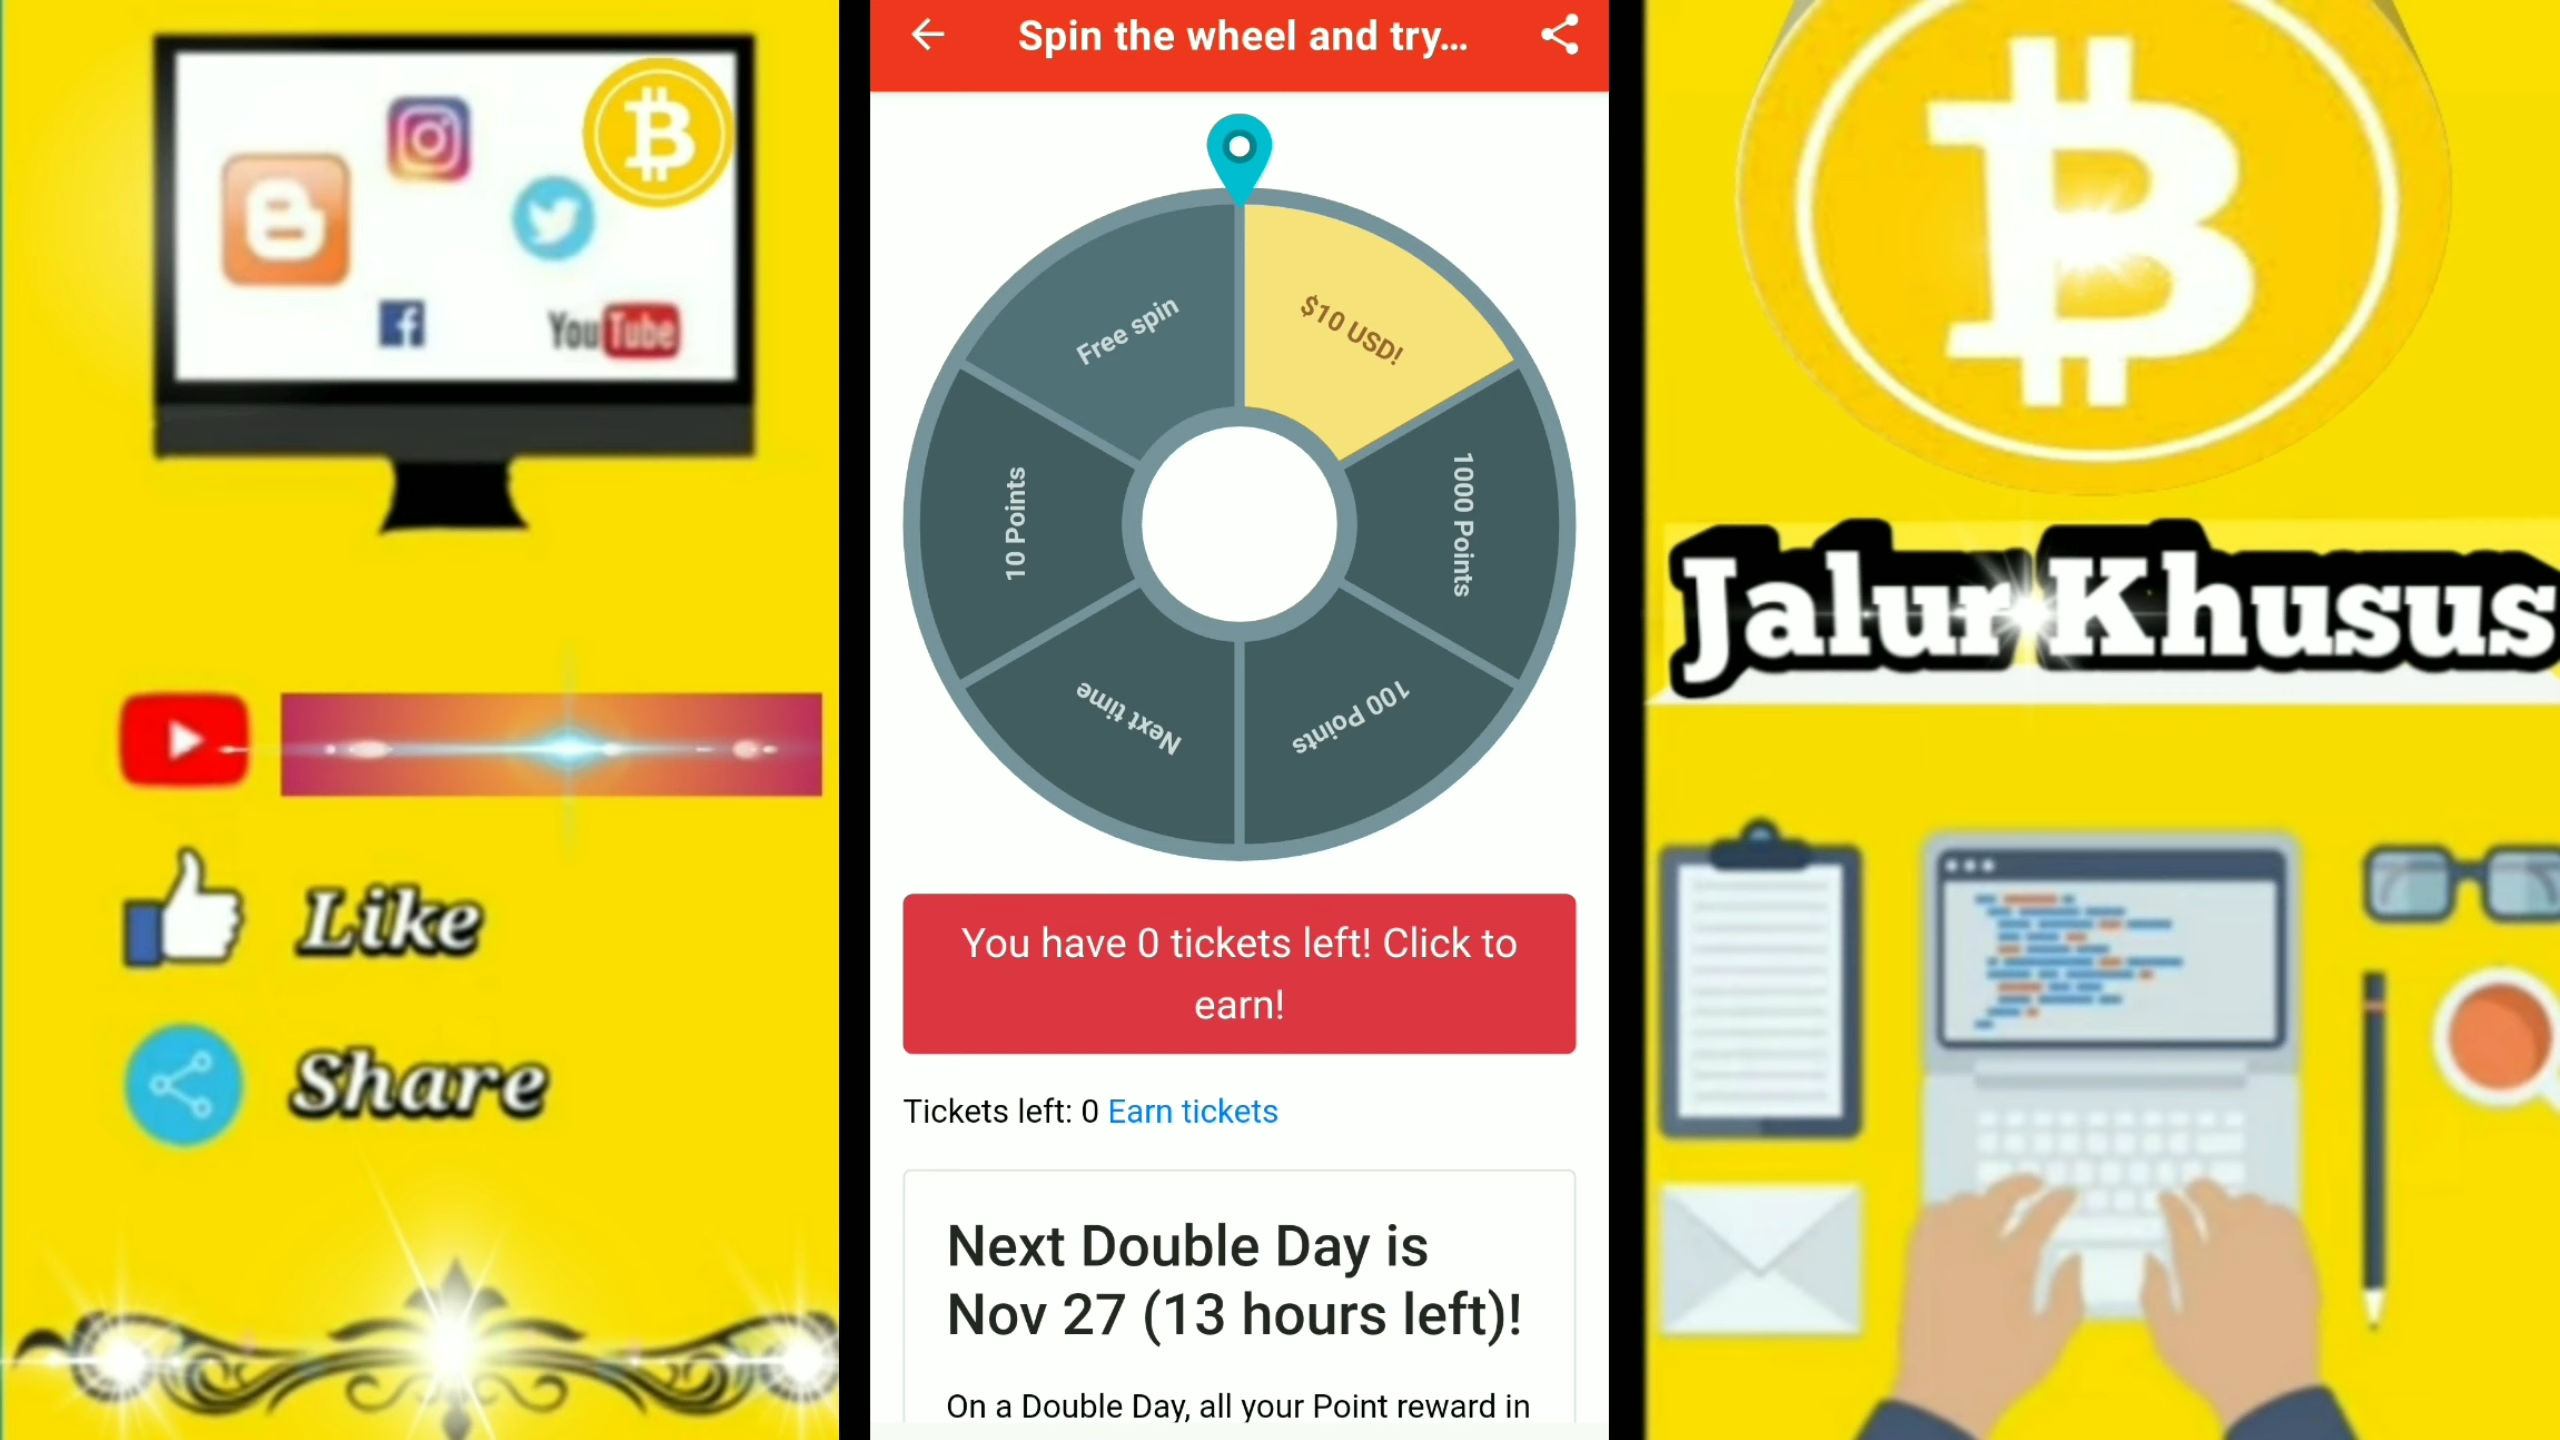 You Tube
Like
Share
Spin the wheel and try...
Free spin
$10 USD!
1000 Points
100 Points
Next time
10 Points
You have 0 tickets left! Click to
earn!
Tickets left: 0 Earn tickets
Next Double Day is
Nov 27 (13 hours left)!
On a Double Day, all your Point reward in
Jalur Khusus